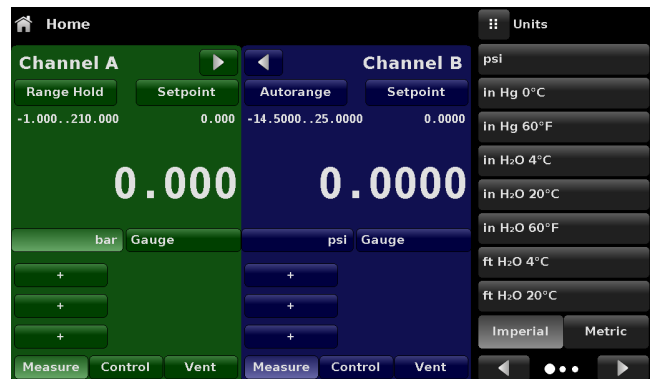 Home
Channel A
Range Hold Setpoint
-1.000..210.000 0.000
0.000
bar Gauge
+
+
+
Measure Control Vent
Channel B
Autorange Setpoint
-14.5000..25.0000 0.0000
0.0000
psi Gauge
+
+
+
Measure Control Vent
Units
psi
in Hg 0°C
in Hg 60°F
in H₂O 4°C
in H₂O 20°C
in H₂O 60°F
ft H₂O 4°C
ft H₂O 20°C
Imperial Metric